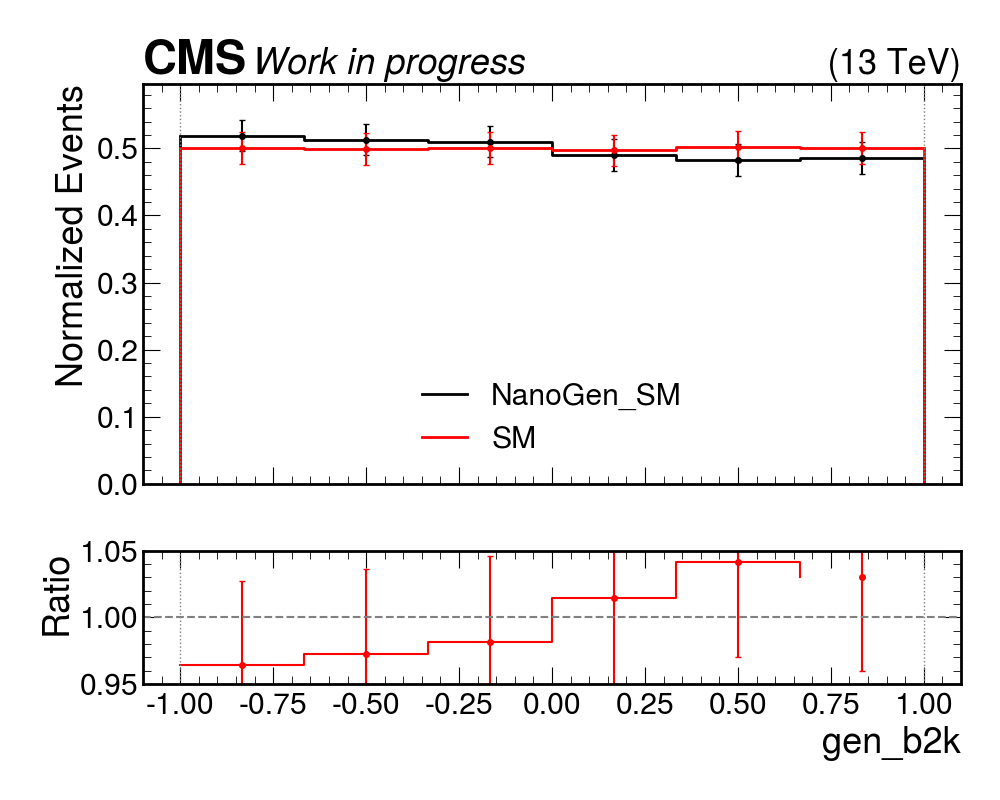 CMS Work in progress (13 TeV)
Normalized Events
0.5
0.4
0.3
0.2
0.1
0.0
NanoGen_SM
SM
Ratio
1.05
1.00
0.95
-1.00 -0.75 -0.50 -0.25 0.00 0.25 0.50 0.75 1.00
gen_b2k